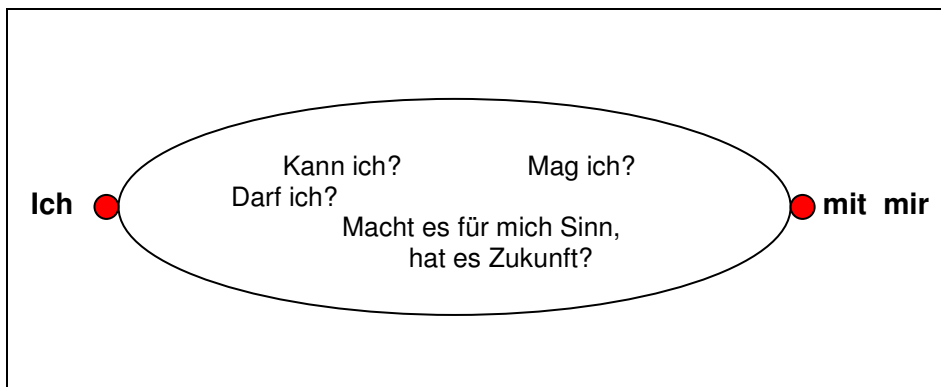 Kann ich? Mag ich?
Darf ich?
Ich mit mir
Macht es für mich Sinn,
hat es Zukunft?